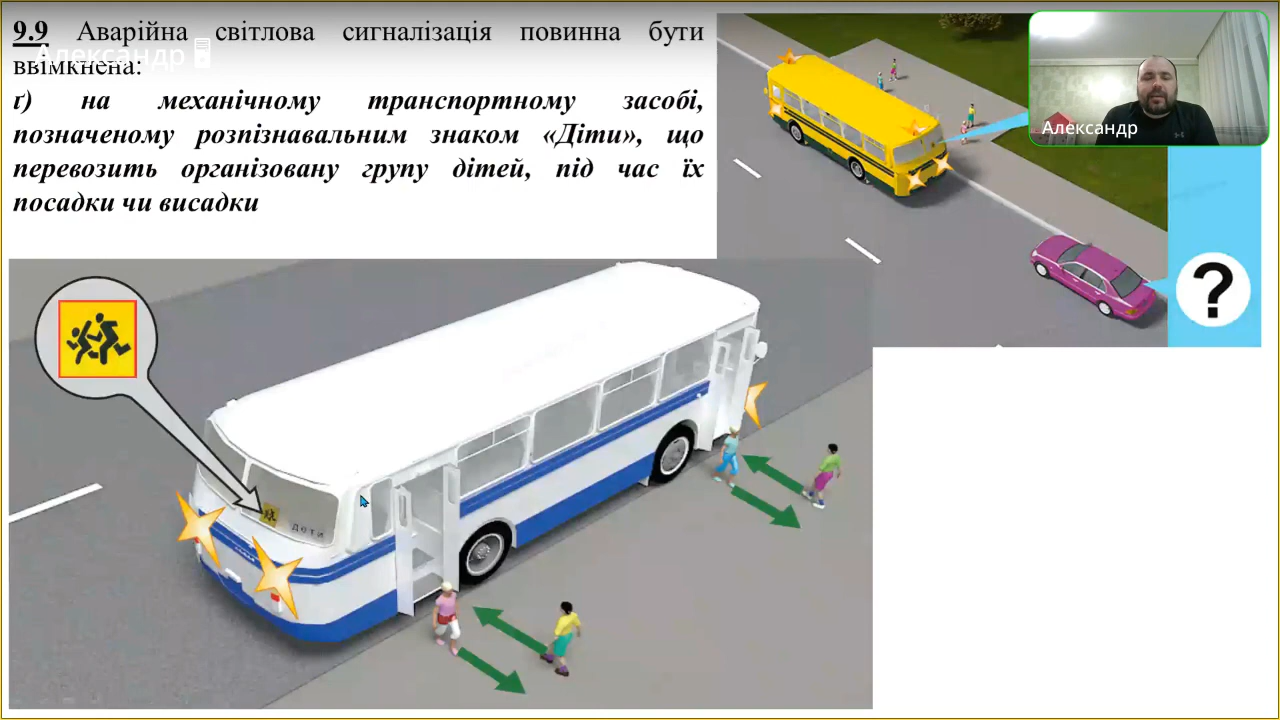 9.9 Аварійна світлова сигналізація повинна бути
ввімкнена:
Александр
ґ) на механічному транспортному засобі,
позначеному розпізнавальним знаком «Діти», що
перевозить організовану групу дітей, під час їх
посадки чи висадки
Александр
?
дети